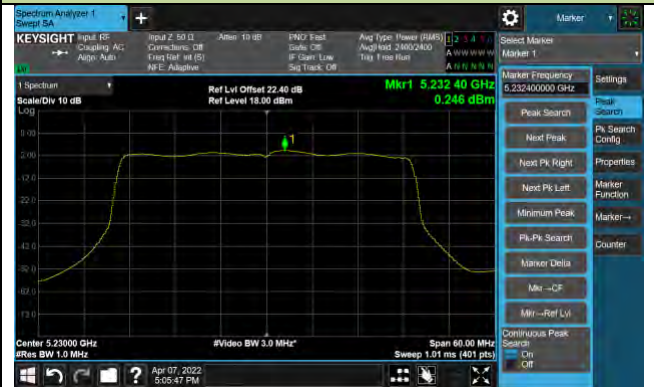 Spectrum Analyzer 1
Swept SA
+
Marker
KEYSIGHT
Input: RF
Coupling: AC
Align: Auto
Input Z: 50 Ω
Corrections: Off
Freq Ref: Int (S)
NFE: Adaptive
Atten: 10 dB
PNO: Fast
Gate: Off
IF Gain: Low
Sig Track: Off
Avg Type: Power (RMS)
Avg|Hold: 2400/2400
Trig: Free Run
1 2 3 4 5 6
A W W W W W
A N N N N N
Select Marker
Marker 1
1 Spectrum
Scale/Div 10 dB
Log
Ref Lvl Offset 22.40 dB
Ref Level 18.00 dBm
Mkr1 5.232 40 GHz
0.246 dBm
Marker Frequency
5.232400000 GHz
Settings
Peak Search
Peak
Search
Next Peak
Pk Search
Config
Next Pk Right
Properties
Next Pk Left
Marker
Function
Minimum Peak
Marker→
Pk-Pk Search
Counter
Marker Delta
Mkr→CF
Mkr→Ref Lvl
Continuous Peak
Search
On
Off
8.00
-2.00
-12.0
-22.0
-32.0
-42.0
-52.0
-62.0
-72.0
1
Center 5.23000 GHz
#Res BW 1.0 MHz
#Video BW 3.0 MHz*
Span 60.00 MHz
Sweep 1.01 ms (401 pts)
?
Apr 07, 2022
5:05:47 PM